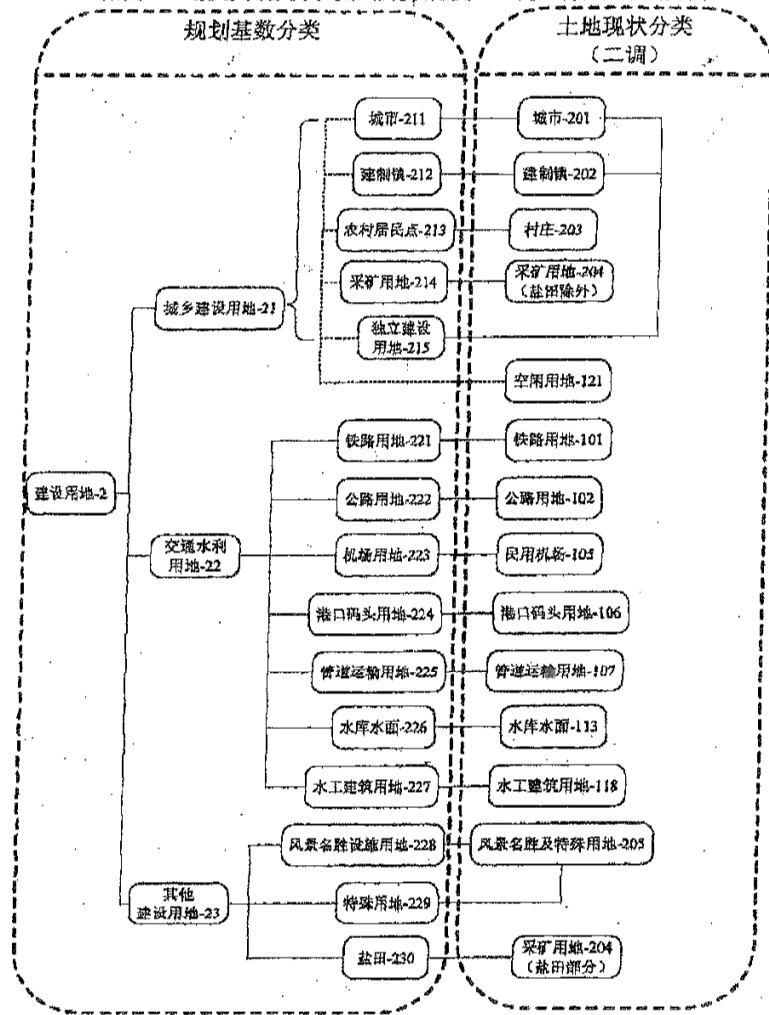 规划基数分类
土地现状分类
（二调）
城市-211
城市-201
建制镇-212
建制镇-202
农村居民点-213
村庄-203
采矿用地-214
采矿用地-204
（盐田除外）
城乡建设用地-21
独立建设
用地-215
空闲用地-121
铁路用地-221
铁路用地-101
建设用地-2
公路用地-222
公路用地-102
交通水利
用地-22
机场用地-223
民用机场-105
港口码头用地-224
港口码头用地-106
管道运输用地-225
管道运输用地-107
水库水面-226
水库水面-113
水工建筑用地-227
水工建筑用地-118
风景名胜设施用地-228
风景名胜及特殊用地-205
其他
建设用地-23
特殊用地-229
盐田-230
采矿用地-204
（盐田部分）